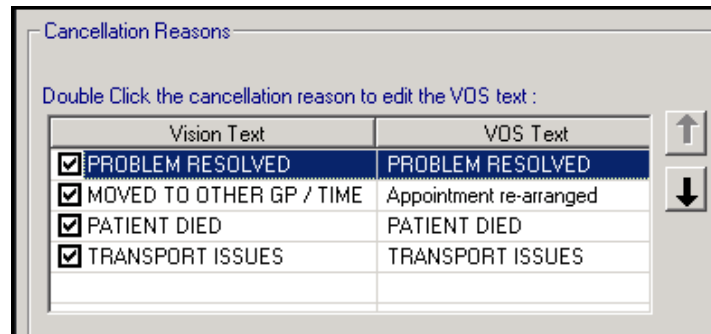 Cancellation Reasons
Double Click the cancellation reason to edit the VOS text :
Vision Text VOS Text
PROBLEM RESOLVED PROBLEM RESOLVED
MOVED TO OTHER GP / TIME Appointment re-arranged
PATIENT DIED PATIENT DIED
TRANSPORT ISSUES TRANSPORT ISSUES